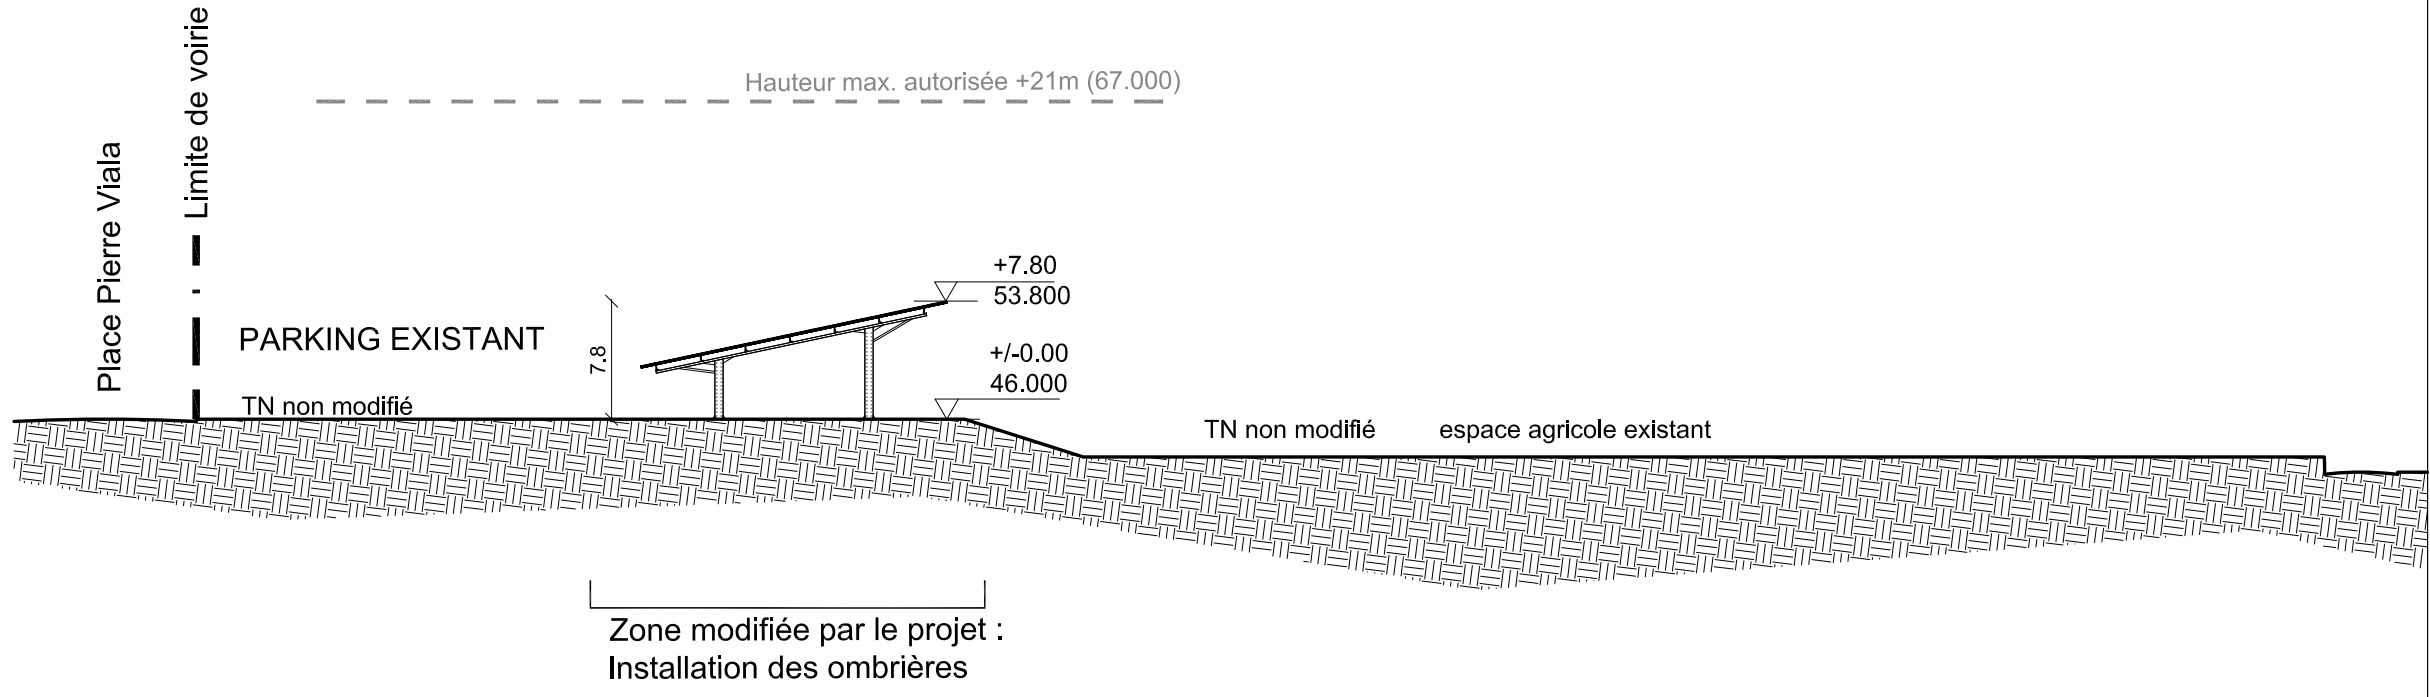 Place Pierre Viala
Limite de voirie
Hauteur max. autorisée +21m (67.000)
+7.80
53.800
7.8
PARKING EXISTANT
+/-0.00
46.000
TN non modifié
TN non modifié
espace agricole existant
Zone modifiée par le projet :
Installation des ombrières